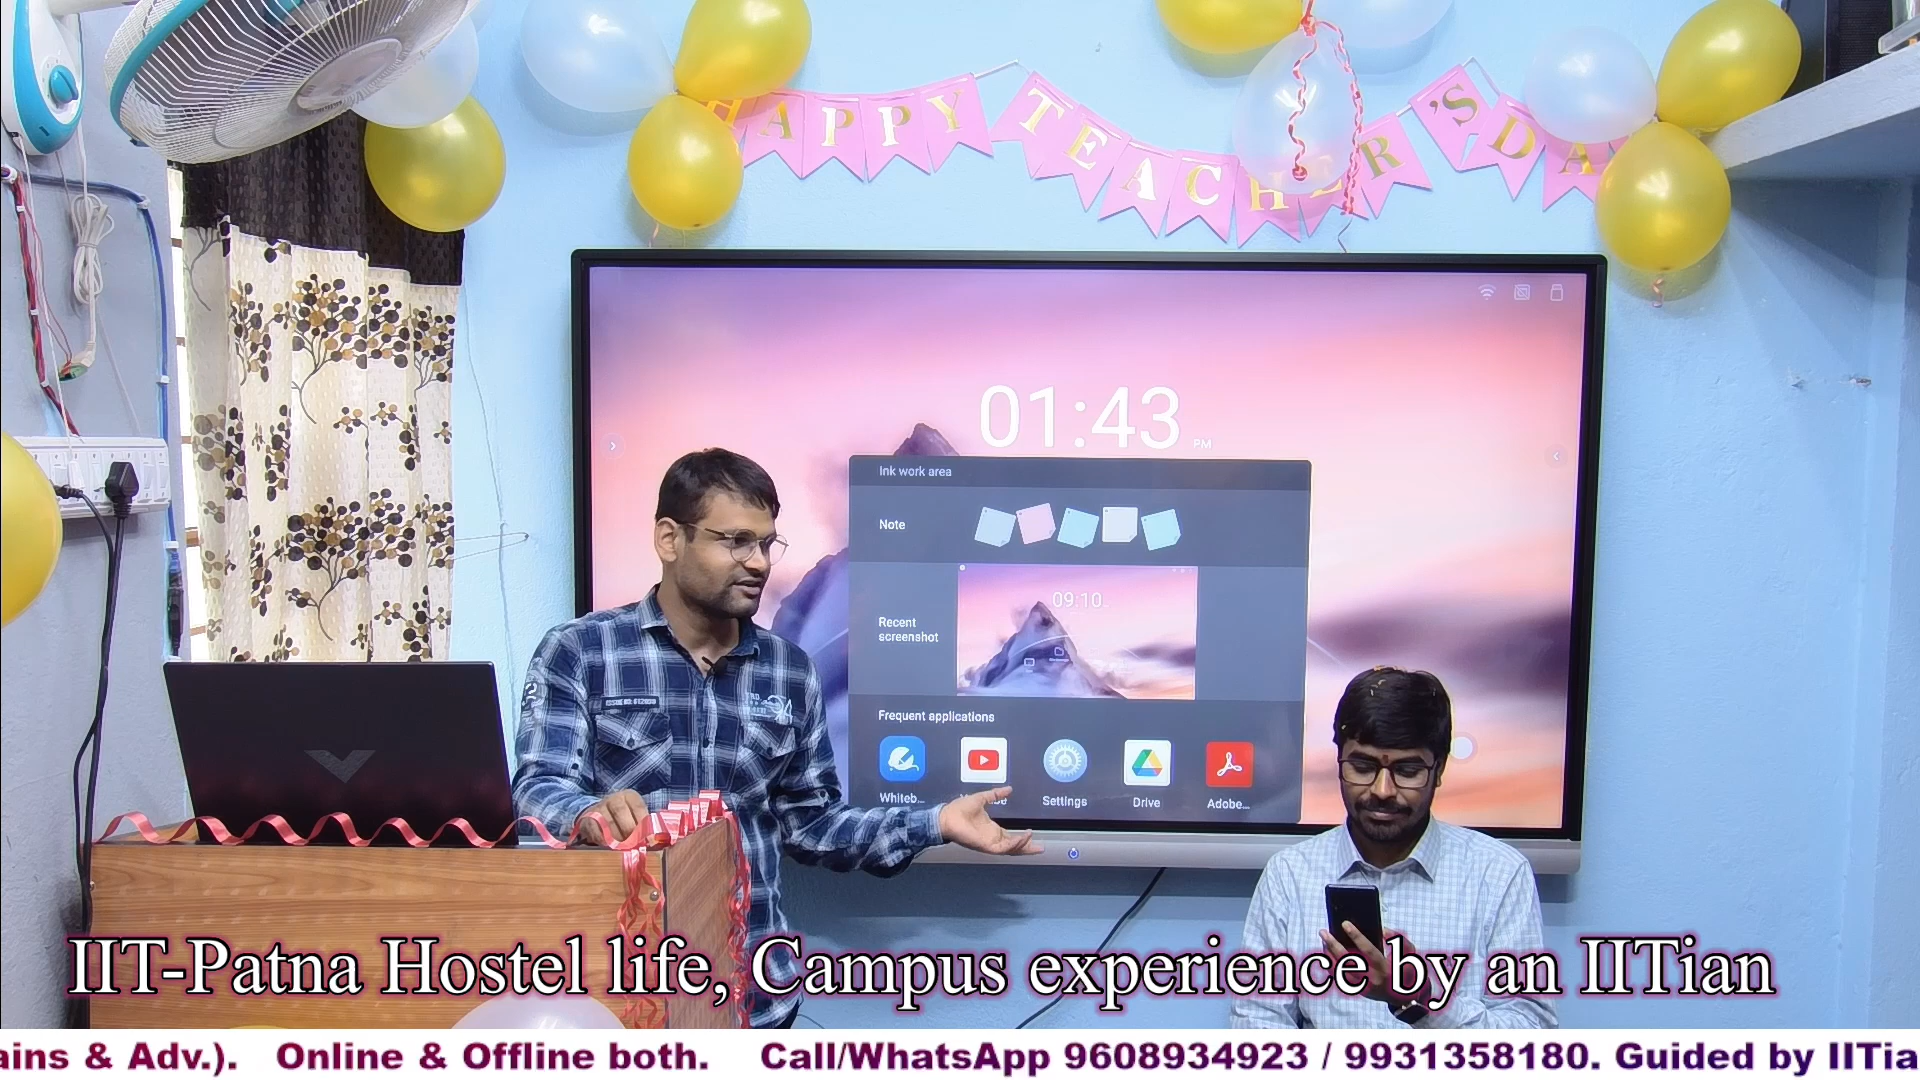 HAPPY TEACHER'S DA
01:43 PM
Ink work area
Note
09:10
Recent
screenshot
Frequent applications
Whiteb...
Settings
Drive
Adobe...
IIT-Patna Hostel life, Campus experience by an IITian
ains & Adv.). Online & Offline both. Call/WhatsApp 9608934923 / 9931358180. Guided by IITia